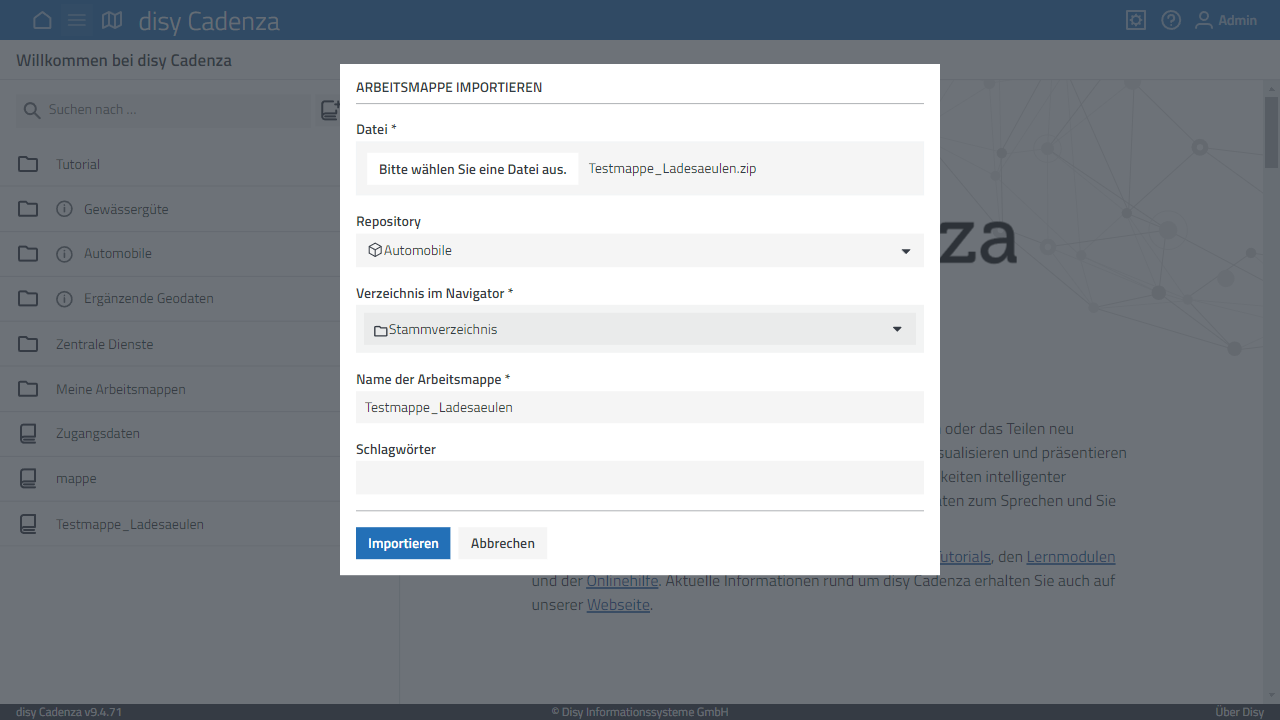 disy Cadenza
Admin
Willkommen bei disy Cadenza
Suchen nach ...
Tutorial
Gewässergüte
Automobile
Ergänzende Geodaten
Zentrale Dienste
Meine Arbeitsmappen
Zugangsdaten
mappe
Testmappe_Ladesaeulen
ARBEITSMAPPE IMPORTIEREN
Datei *
Bitte wählen Sie eine Datei aus. Testmappe_Ladesaeulen.zip
Repository
Automobile
Verzeichnis im Navigator *
Stammverzeichnis
Name der Arbeitsmappe *
Testmappe_Ladesaeulen
Schlagwörter
Importieren Abbrechen
za
oder das Teilen neu
sualisieren und präsentieren
keiten intelligenter
ten zum Sprechen und Sie
utorials, den Lernmodulen
und der Onlinehilfe. Aktuelle Informationen rund um disy Cadenza erhalten Sie auch auf
unserer Webseite.
disy Cadenza v9.4.71
© Disy Informationssysteme GmbH
Über Disy